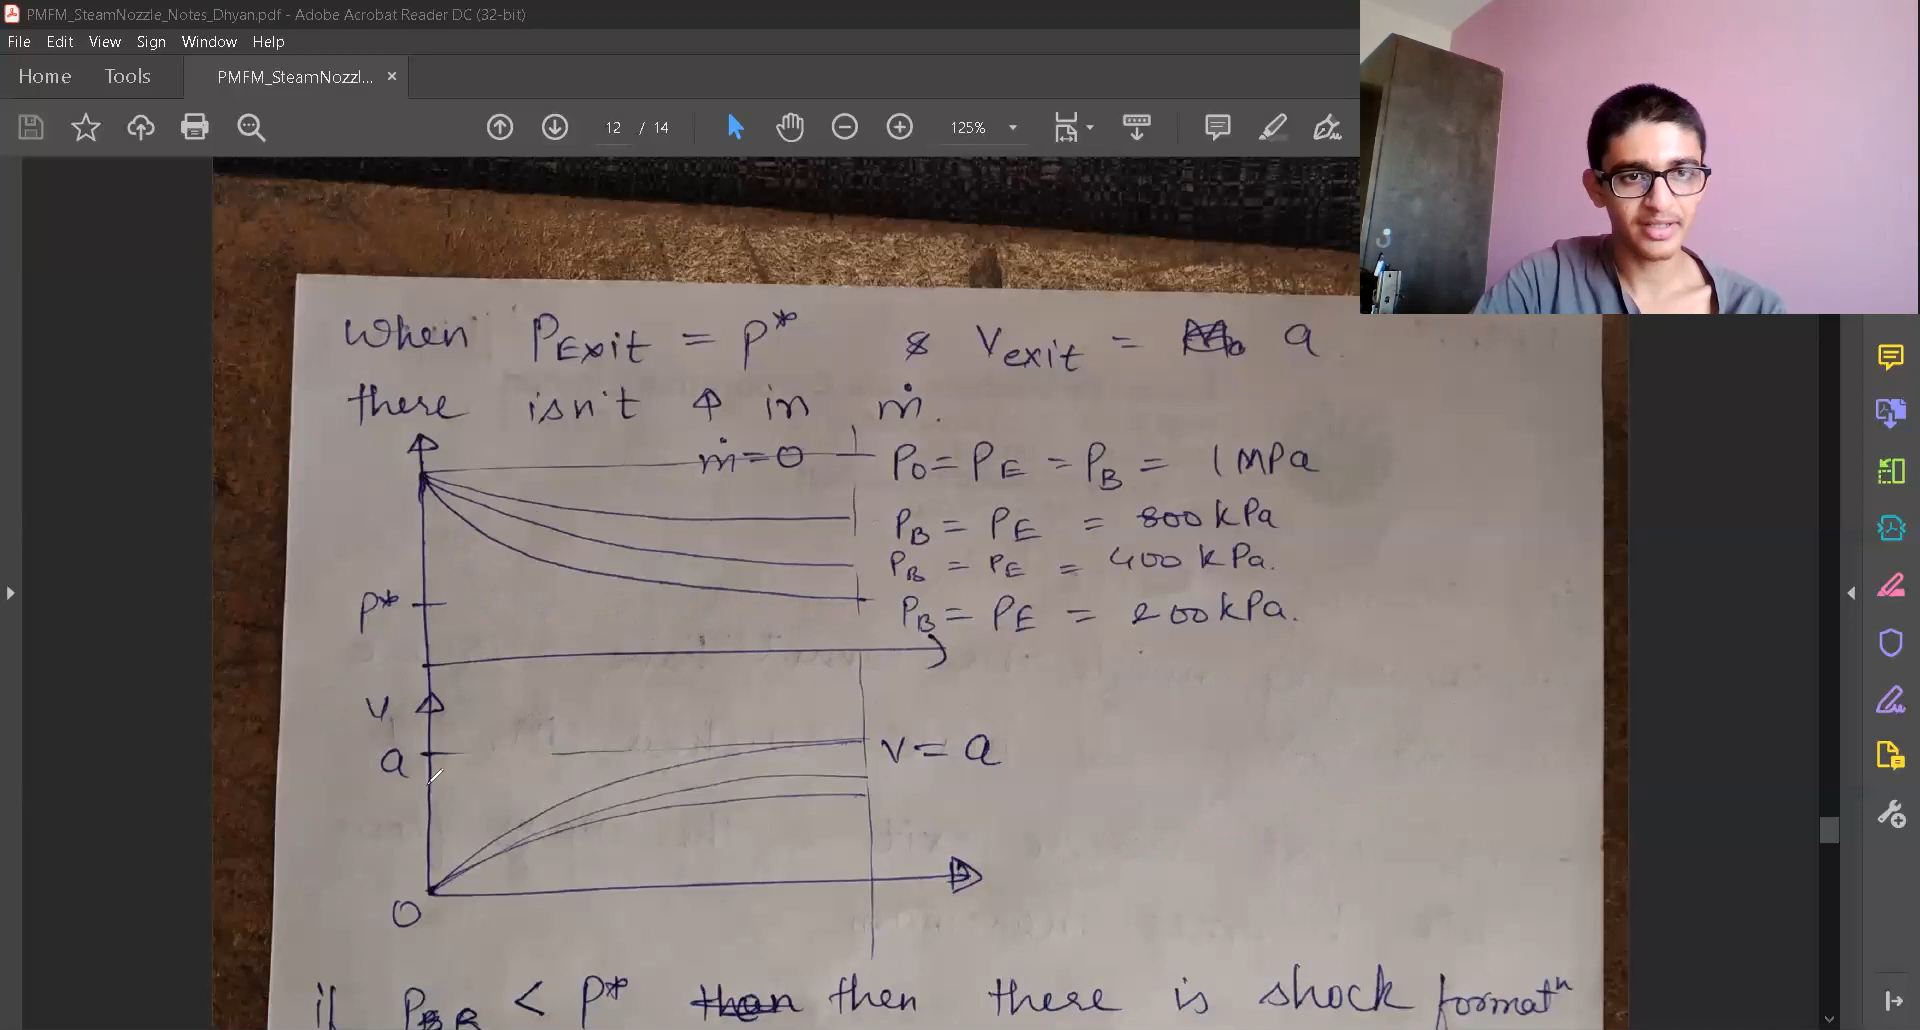 PMFM_SteamNozzle_Notes_Dhyan.pdf - Adobe Acrobat Reader DC (32-bit)
File Edit View Sign Window Help
Home Tools PMFM_SteamNozzl... ×
12 / 14 125%
when PExit = P* & Vexit = a
there isn't ↑ in ṁ.
ṁ=0 P0 = PE = PB = 1 MPa
PB = PE = 800 kPa
PB = PE = 400 kPa.
P* PB = PE = 200 kPa.
V
a V = a
0
if < P* then there is shock formatn